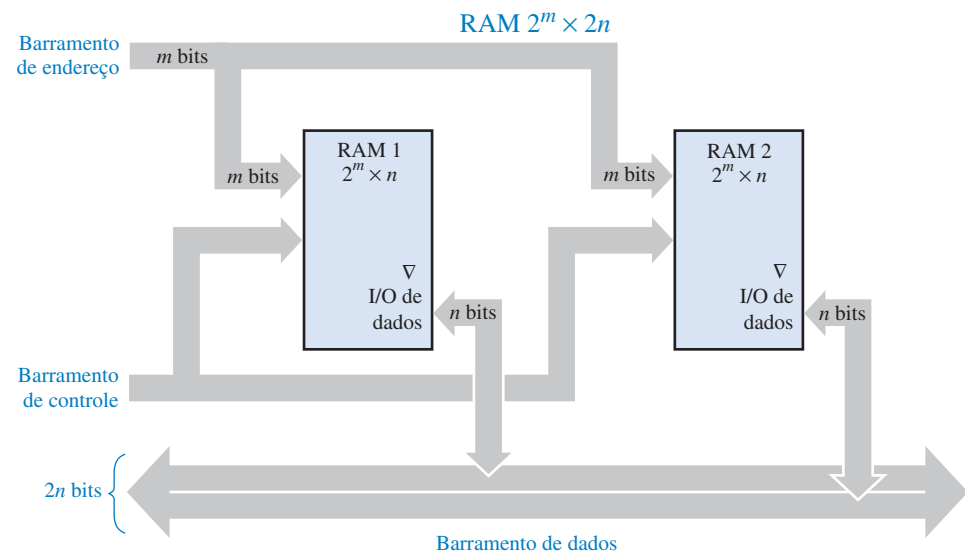 RAM 2^m × 2n
Barramento
de endereço
m bits
RAM 1
2^m × n
m bits
∇
I/O de
dados
n bits
RAM 2
2^m × n
m bits
∇
I/O de
dados
n bits
Barramento
de controle
2n bits
Barramento de dados